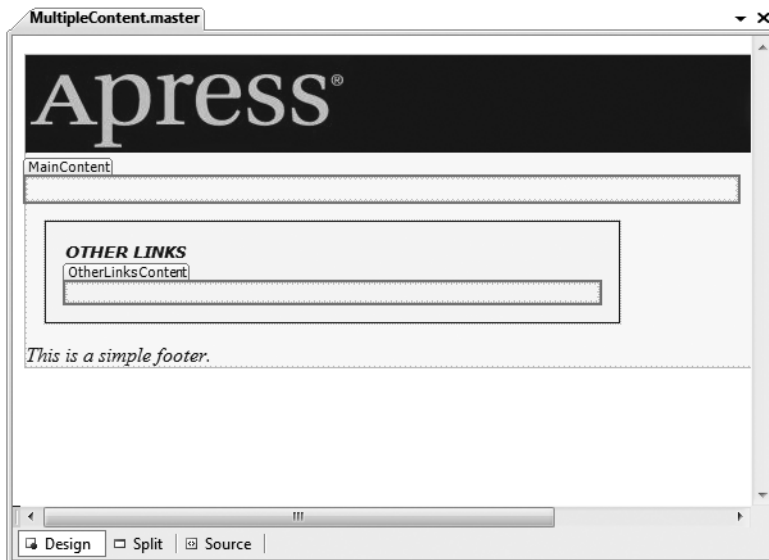 MultipleContent.master
Apress®
MainContent
OTHER LINKS
OtherLinksContent
This is a simple footer.
Design Split Source